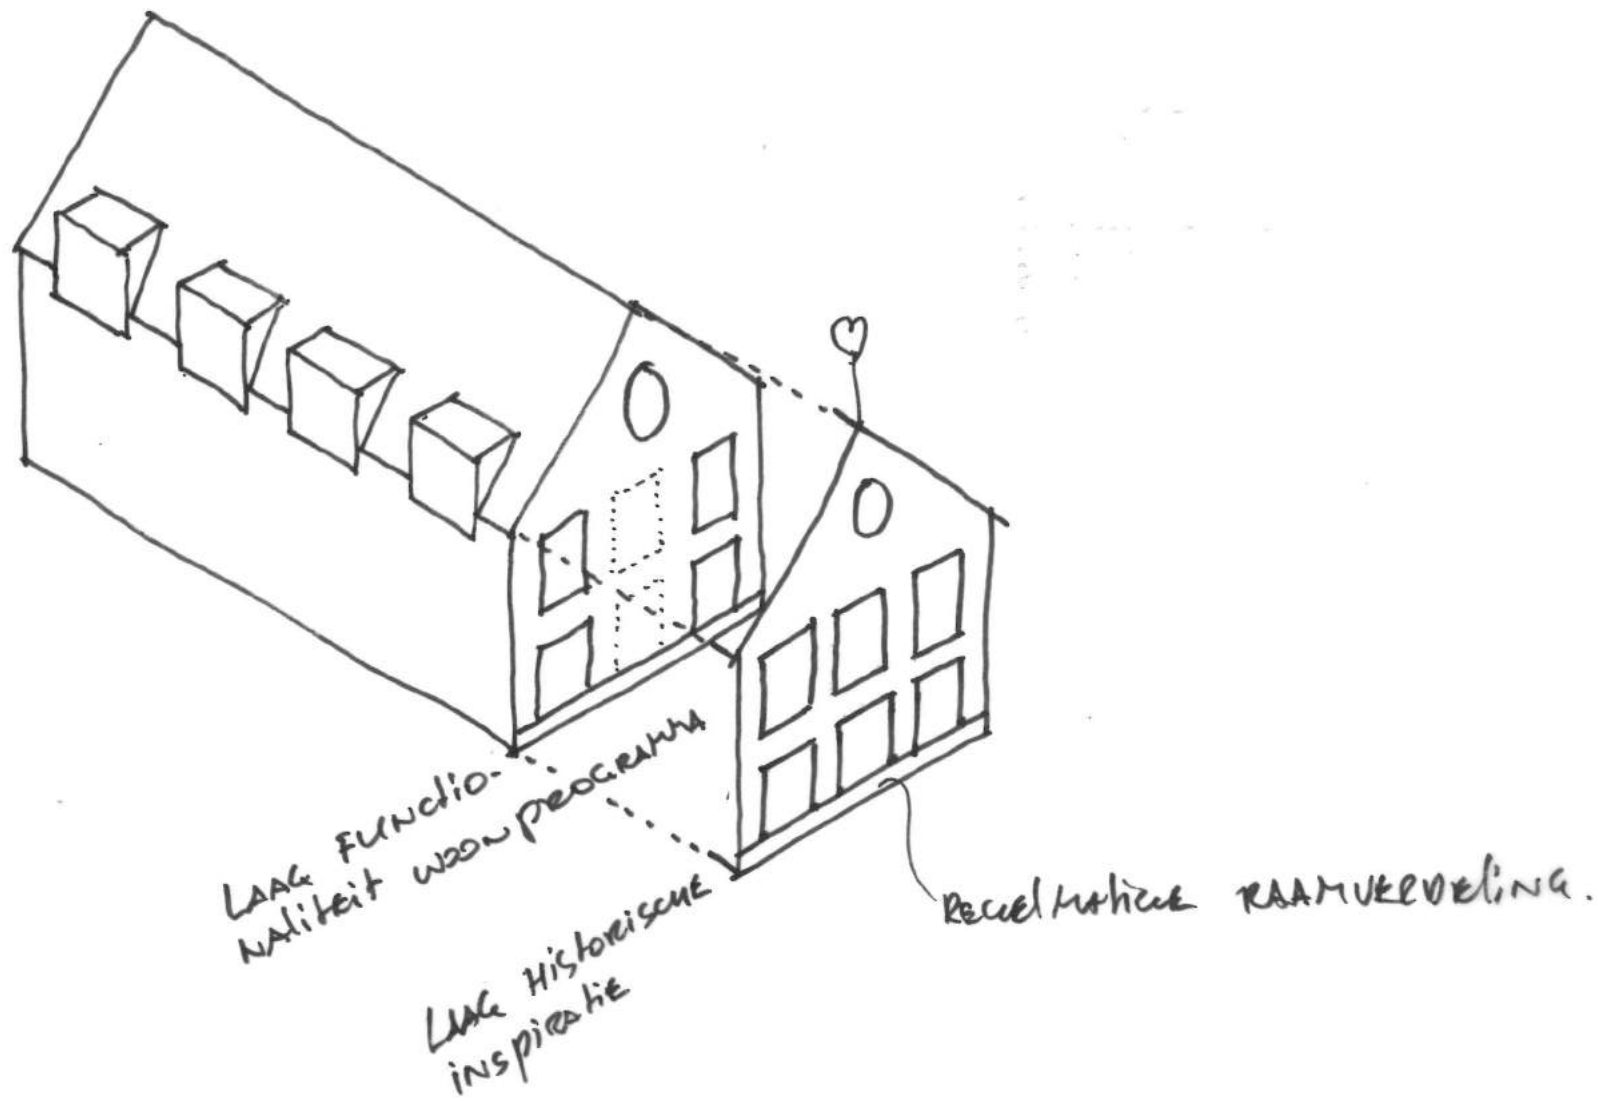 LAAG FUNCTIO-
NALITEIT WOONPROGRAMMA
LAAG HISTORISCHE
INSPIRATIE
REGELMATIGE RAAMVERDELING.